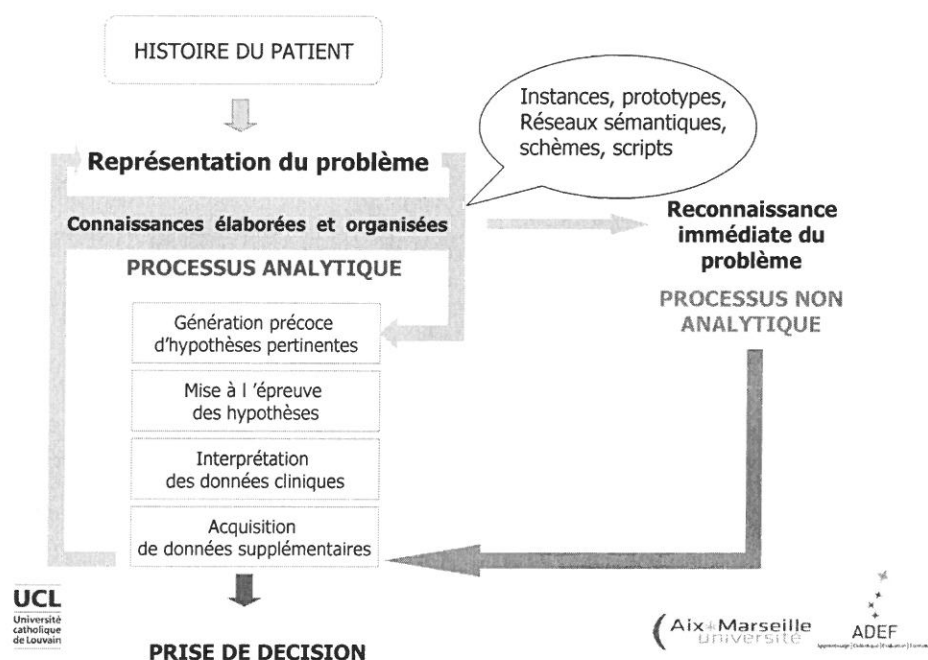 HISTOIRE DU PATIENT
Instances, prototypes,
Réseaux sémantiques,
schèmes, scripts
Représentation du problème
Connaissances élaborées et organisées
Reconnaissance
immédiate du
problème
PROCESSUS ANALYTIQUE
PROCESSUS NON
ANALYTIQUE
Génération précoce
d'hypothèses pertinentes
Mise à l 'épreuve
des hypothèses
Interprétation
des données cliniques
Acquisition
de données supplémentaires
UCL
Université
catholique
de Louvain
Aix Marseille
université
ADEF
PRISE DE DECISION